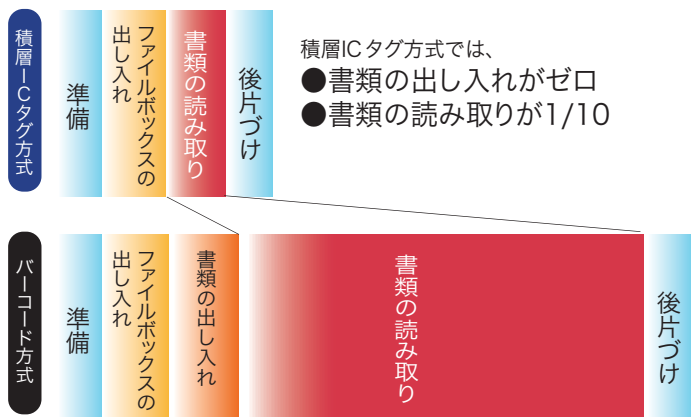 積層ICタグ方式
準備
ファイルボックスの
出し入れ
書類の読み取り
後片づけ
積層ICタグ方式では、
●書類の出し入れがゼロ
●書類の読み取りが1/10
バーコード方式
準備
ファイルボックスの
出し入れ
書類の出し入れ
書類の読み取り
後片づけ